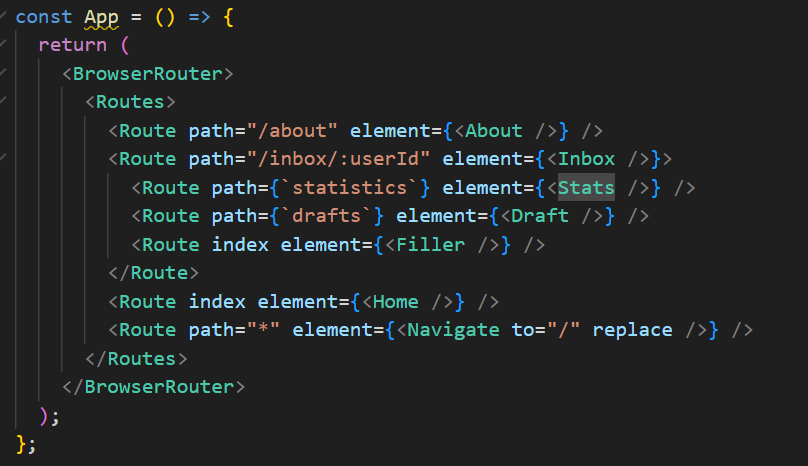 const App = () => {
return (
<BrowserRouter>
<Routes>
<Route path="/about" element={<About />} />
<Route path="/inbox/:userId" element={<Inbox />}>
<Route path={`statistics`} element={<Stats />} />
<Route path={`drafts`} element={<Draft />} />
<Route index element={<Filler />} />
</Route>
<Route index element={<Home />} />
<Route path="*" element={<Navigate to="/" replace />} />
</Routes>
</BrowserRouter>
);
};